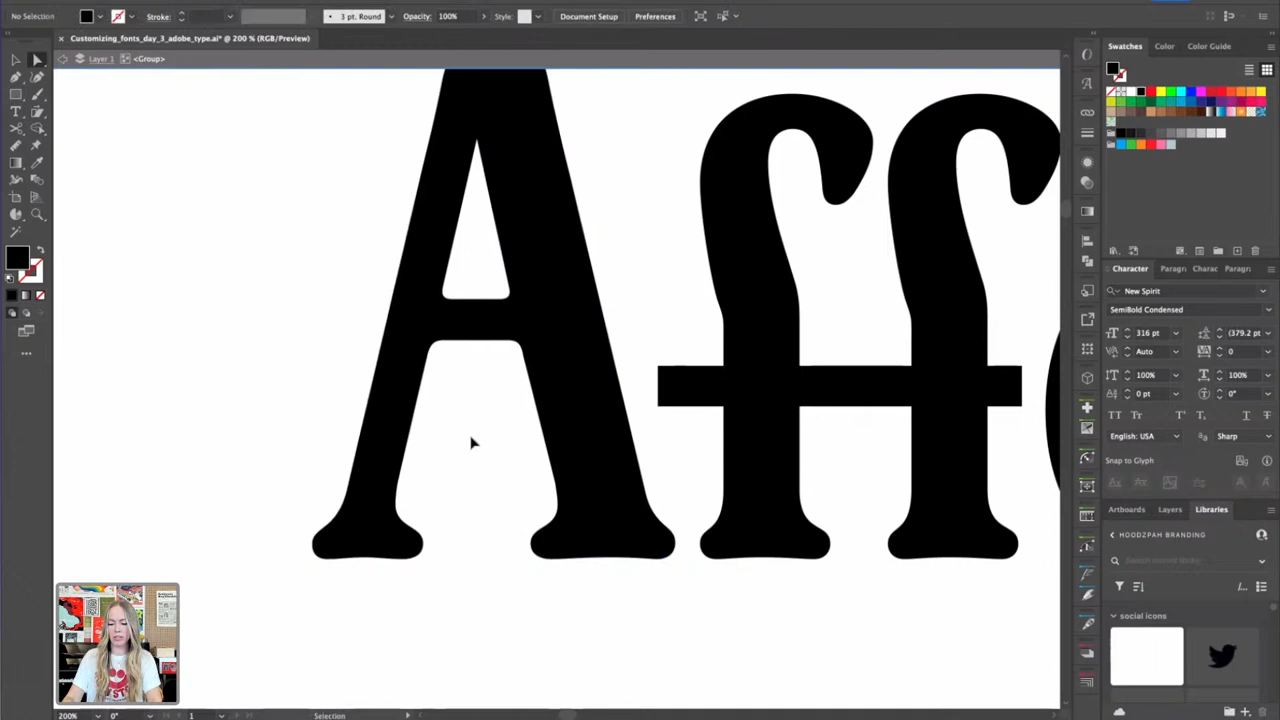 No Selection Stroke: 3 pt. Round Opacity: 100% Style: Document Setup Preferences
Customizing_fonts_day_3_adobe_type.ai* @ 200 % (RGB/Preview)
Layer 1 <Group>
Swatches Color Color Guide
Aff
Character Paragr Charac Paragr
New Spirit
SemiBold Condensed
316 pt (379.2 pt
Auto 0
100% 100%
0 pt 0°
English: USA Sharp
Snap to Glyph
Artboards Layers Libraries
HOODZPAH BRANDING
social icons
200% 0° 1 Selection